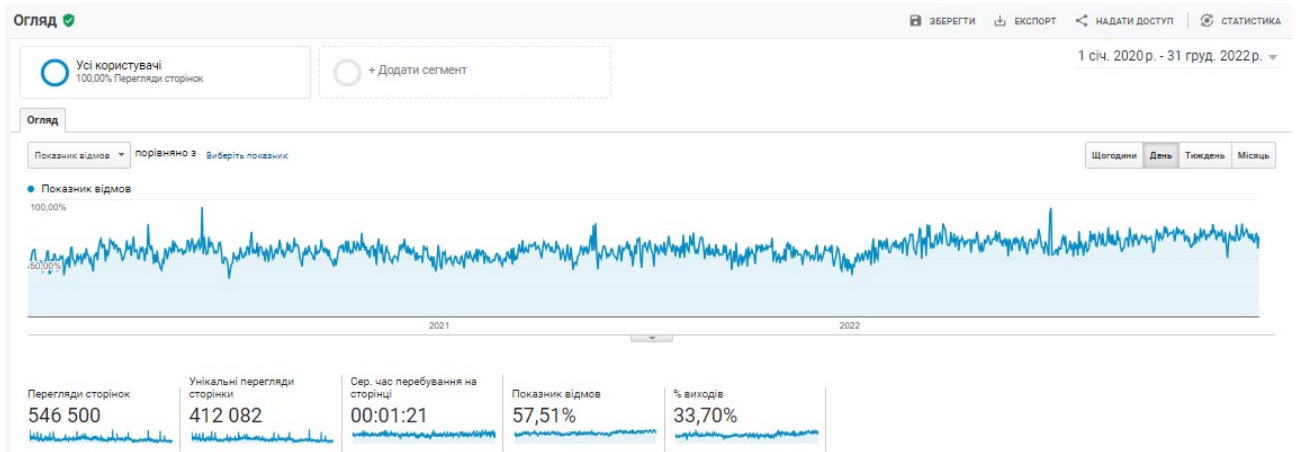 Огляд
ЗБЕРЕГТИ ЕКСПОРТ НАДАТИ ДОСТУП СТАТИСТИКА
Усі користувачі
100,00% Перегляди сторінок
+ Додати сегмент
1 січ. 2020 р. - 31 груд. 2022 р.
Огляд
Показник відмов порівняно з Виберіть показник
Щогодини День Тиждень Місяць
Показник відмов
100,00%
50,00%
2021 2022
Перегляди сторінок
546 500
Унікальні перегляди
сторінки
412 082
Сер. час перебування на
сторінці
00:01:21
Показник відмов
57,51%
% виходів
33,70%